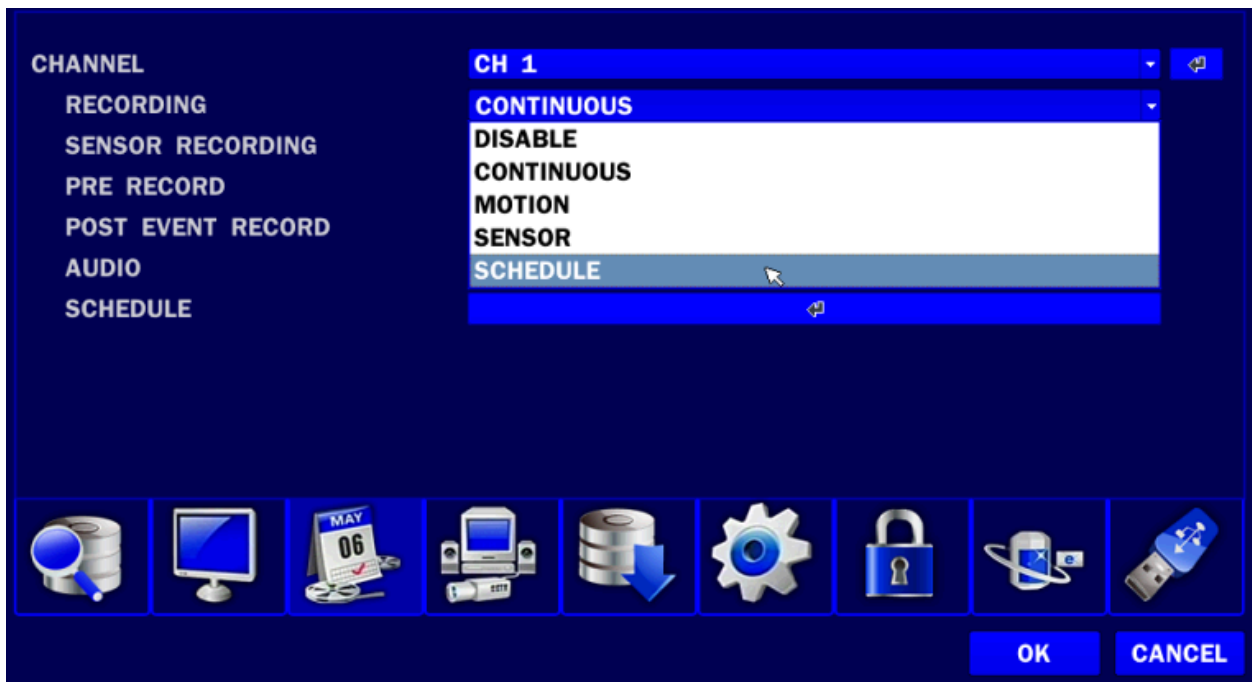 CHANNEL CH 1
RECORDING CONTINUOUS
SENSOR RECORDING DISABLE
PRE RECORD CONTINUOUS
MOTION
POST EVENT RECORD SENSOR
AUDIO SCHEDULE
SCHEDULE
MAY
06
CCTV
e
OK CANCEL